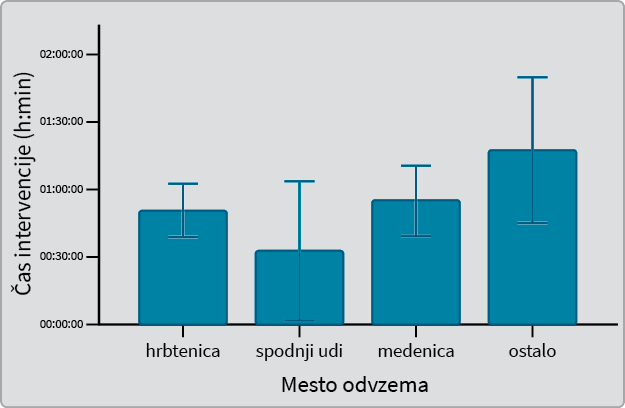 Čas intervencije (h:min)
02:00:00
01:30:00
01:00:00
00:30:00
00:00:00
hrbtenica
spodnji udi
medenica
ostalo
Mesto odvzema